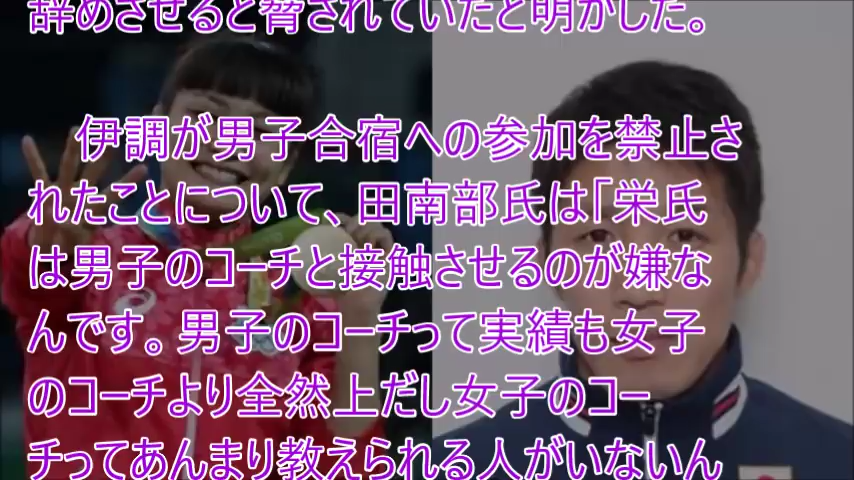 辞めさせると脅されていたと明かした。
伊調が男子合宿への参加を禁止さ
れたことについて、田南部氏は「栄氏
は男子のコーチと接触させるのが嫌な
んです。男子のコーチって実績も女子
のコーチより全然上だし女子のコー
チってあんまり教えられる人がいないん